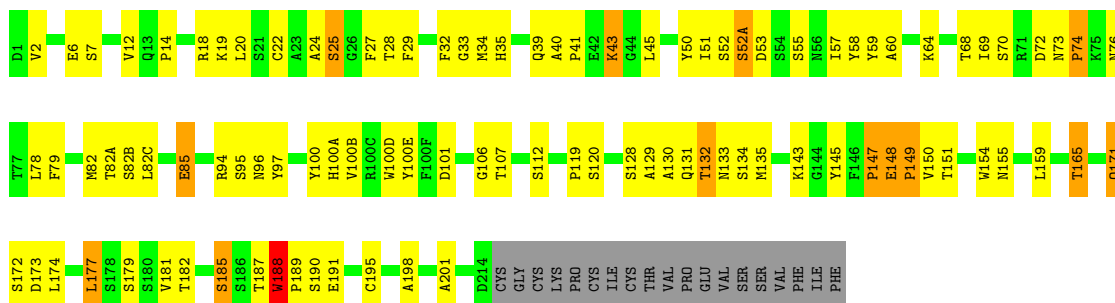 D1 V2 E6 S7 V12 Q13 P14 R18 K19 L20 S21 C22 A23 A24 S25 G26 F27 T28 F29 F32 G33 M34 H35 Q39 A40 P41 E42 K43 G44 L45 Y50 I51 S52 S52A D53 S54 S55 N56 I57 Y58 Y59 A60 K64 T68 I69 S70 R71 D72 N73 P74 K75 N76
T77 L78 F79 M82 T82A S82B L82C E85 R94 S95 N96 Y97 Y100 H100A V100B R100C W100D Y100E F100F D101 G106 T107 S112 P119 S120 S128 A129 A130 Q131 T132 N133 S134 M135 K143 G144 Y145 F146 P147 E148 P149 V150 T151 W154 N155 L159 T165 Q171
S172 D173 L174 L177 S178 S179 S180 V181 T182 S185 S186 T187 W188 P189 S190 E191 C195 A198 A201 D214 CYS GLY CYS LYS PRO CYS ILE CYS THR VAL PRO GLU VAL SER SER VAL PHE ILE PHE